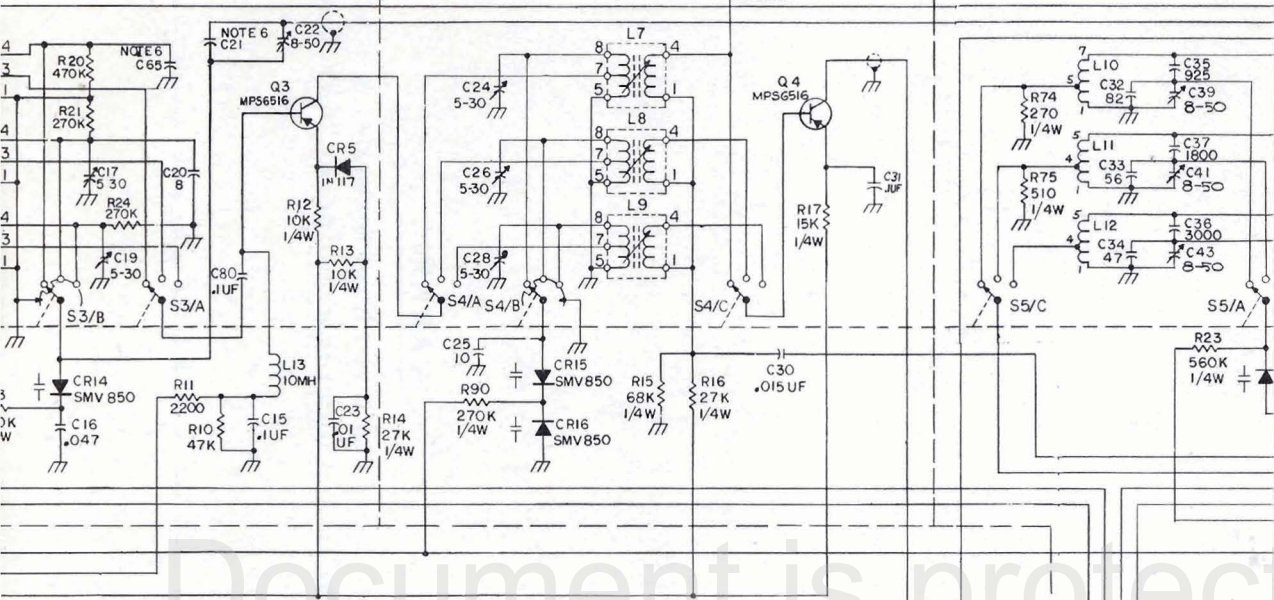 4
3
1
4
3
1
4
3
1
NOTE 6
C65
R20
470K
R21
270K
C17
5-30
C20
8
R24
270K
C19
5-30
S3/B
S3/A
CR14
SMV850
C16
.047
NOTE 6
C21
C22
8-50
Q3
MPS6516
CR5
1N117
R12
10K
1/4W
R13
10K
1/4W
C80
.1UF
L13
10MH
R11
2200
R10
47K
C15
.1UF
C23
.01
UF
R14
27K
1/4W
C24
5-30
C26
5-30
C28
5-30
S4/A
S4/B
C25
10
R90
270K
1/4W
CR15
SMV850
CR16
SMV850
L7
8
7
5
4
1
L8
8
7
5
4
1
L9
8
7
5
4
1
S4/C
R15
68K
1/4W
R16
27K
1/4W
C30
.015UF
Q4
MPS6516
C31
.1UF
R17
15K
1/4W
R74
270
1/4W
R75
510
1/4W
7
L10
5
1
C32
82
C35
925
C39
8-50
5
L11
4
1
C33
56
C37
1800
C41
8-50
5
L12
4
1
C34
47
C36
3000
C43
8-50
S5/C
S5/A
R23
560K
1/4W
Document is protect